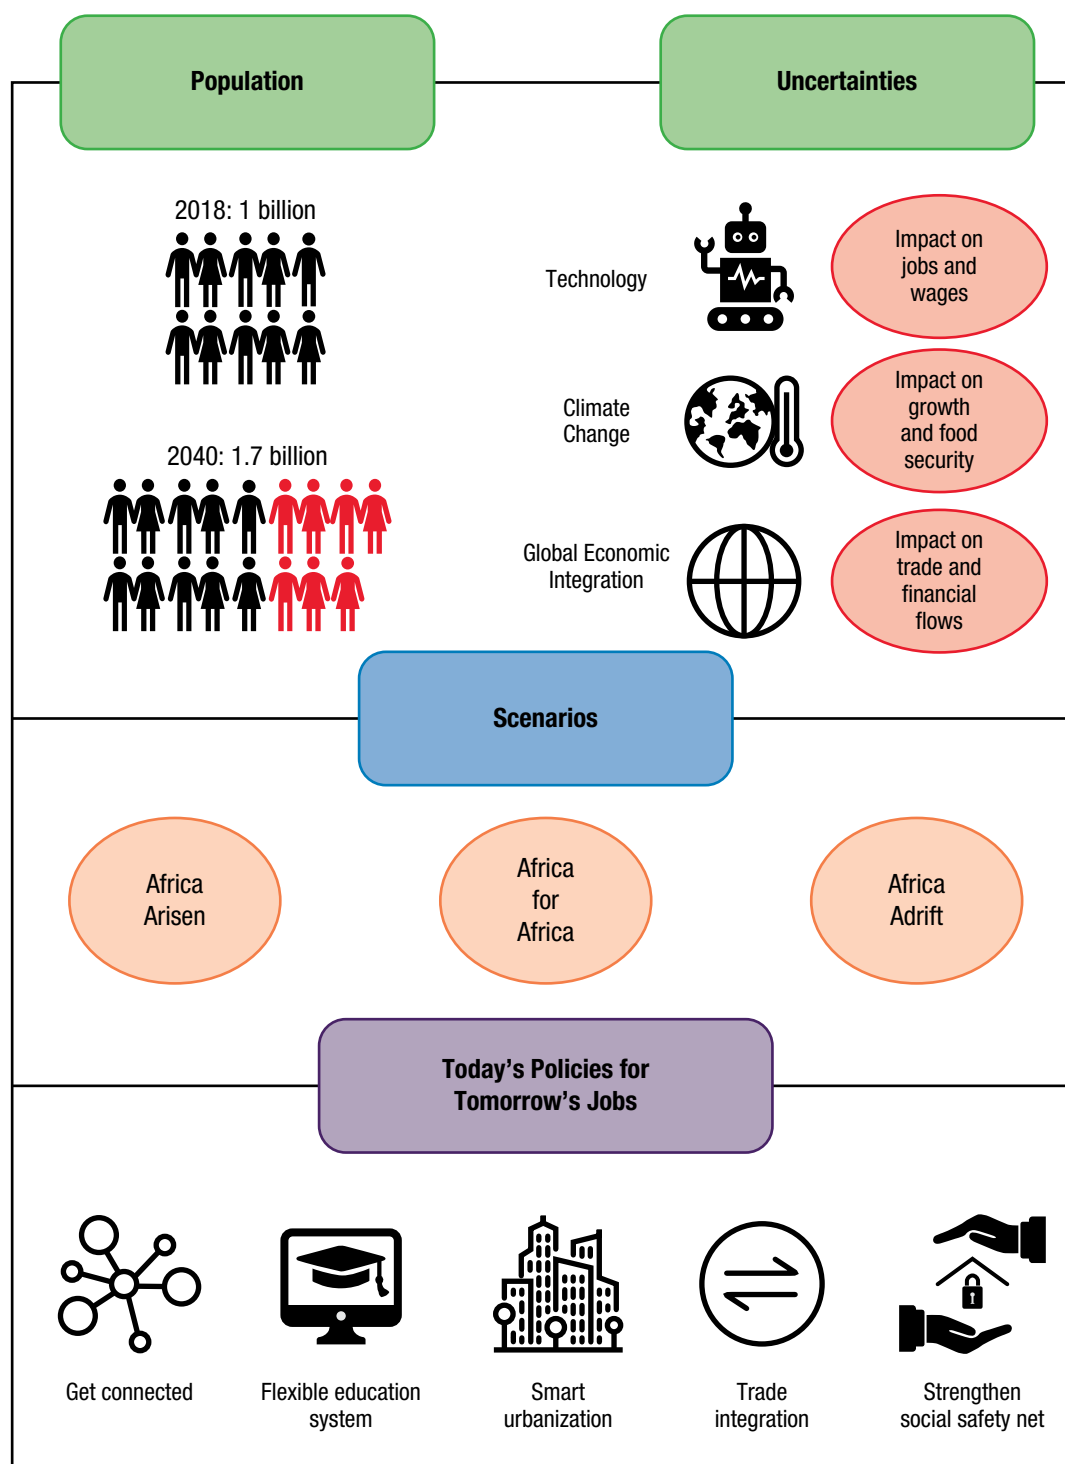 Population
Uncertainties
2018: 1 billion
2040: 1.7 billion
Technology
Impact on
jobs and
wages
Climate
Change
Impact on
growth
and food
security
Global Economic
Integration
Impact on
trade and
financial
flows
Scenarios
Africa
Arisen
Africa
for
Africa
Africa
Adrift
Today’s Policies for
Tomorrow’s Jobs
Get connected
Flexible education
system
Smart
urbanization
Trade
integration
Strengthen
social safety net